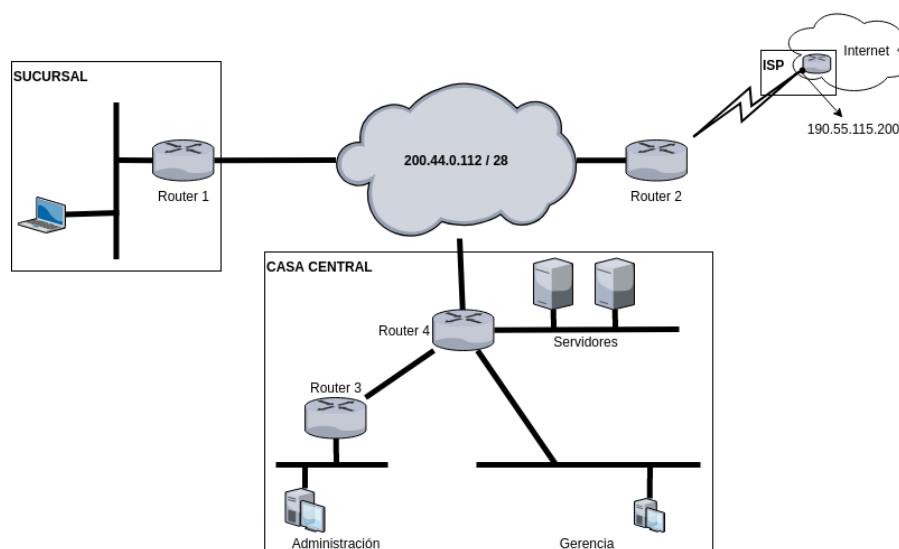 SUCURSAL
Router 1
200.44.0.112 / 28
Router 2
ISP
Internet
190.55.115.200
CASA CENTRAL
Router 4
Servidores
Router 3
Administración
Gerencia